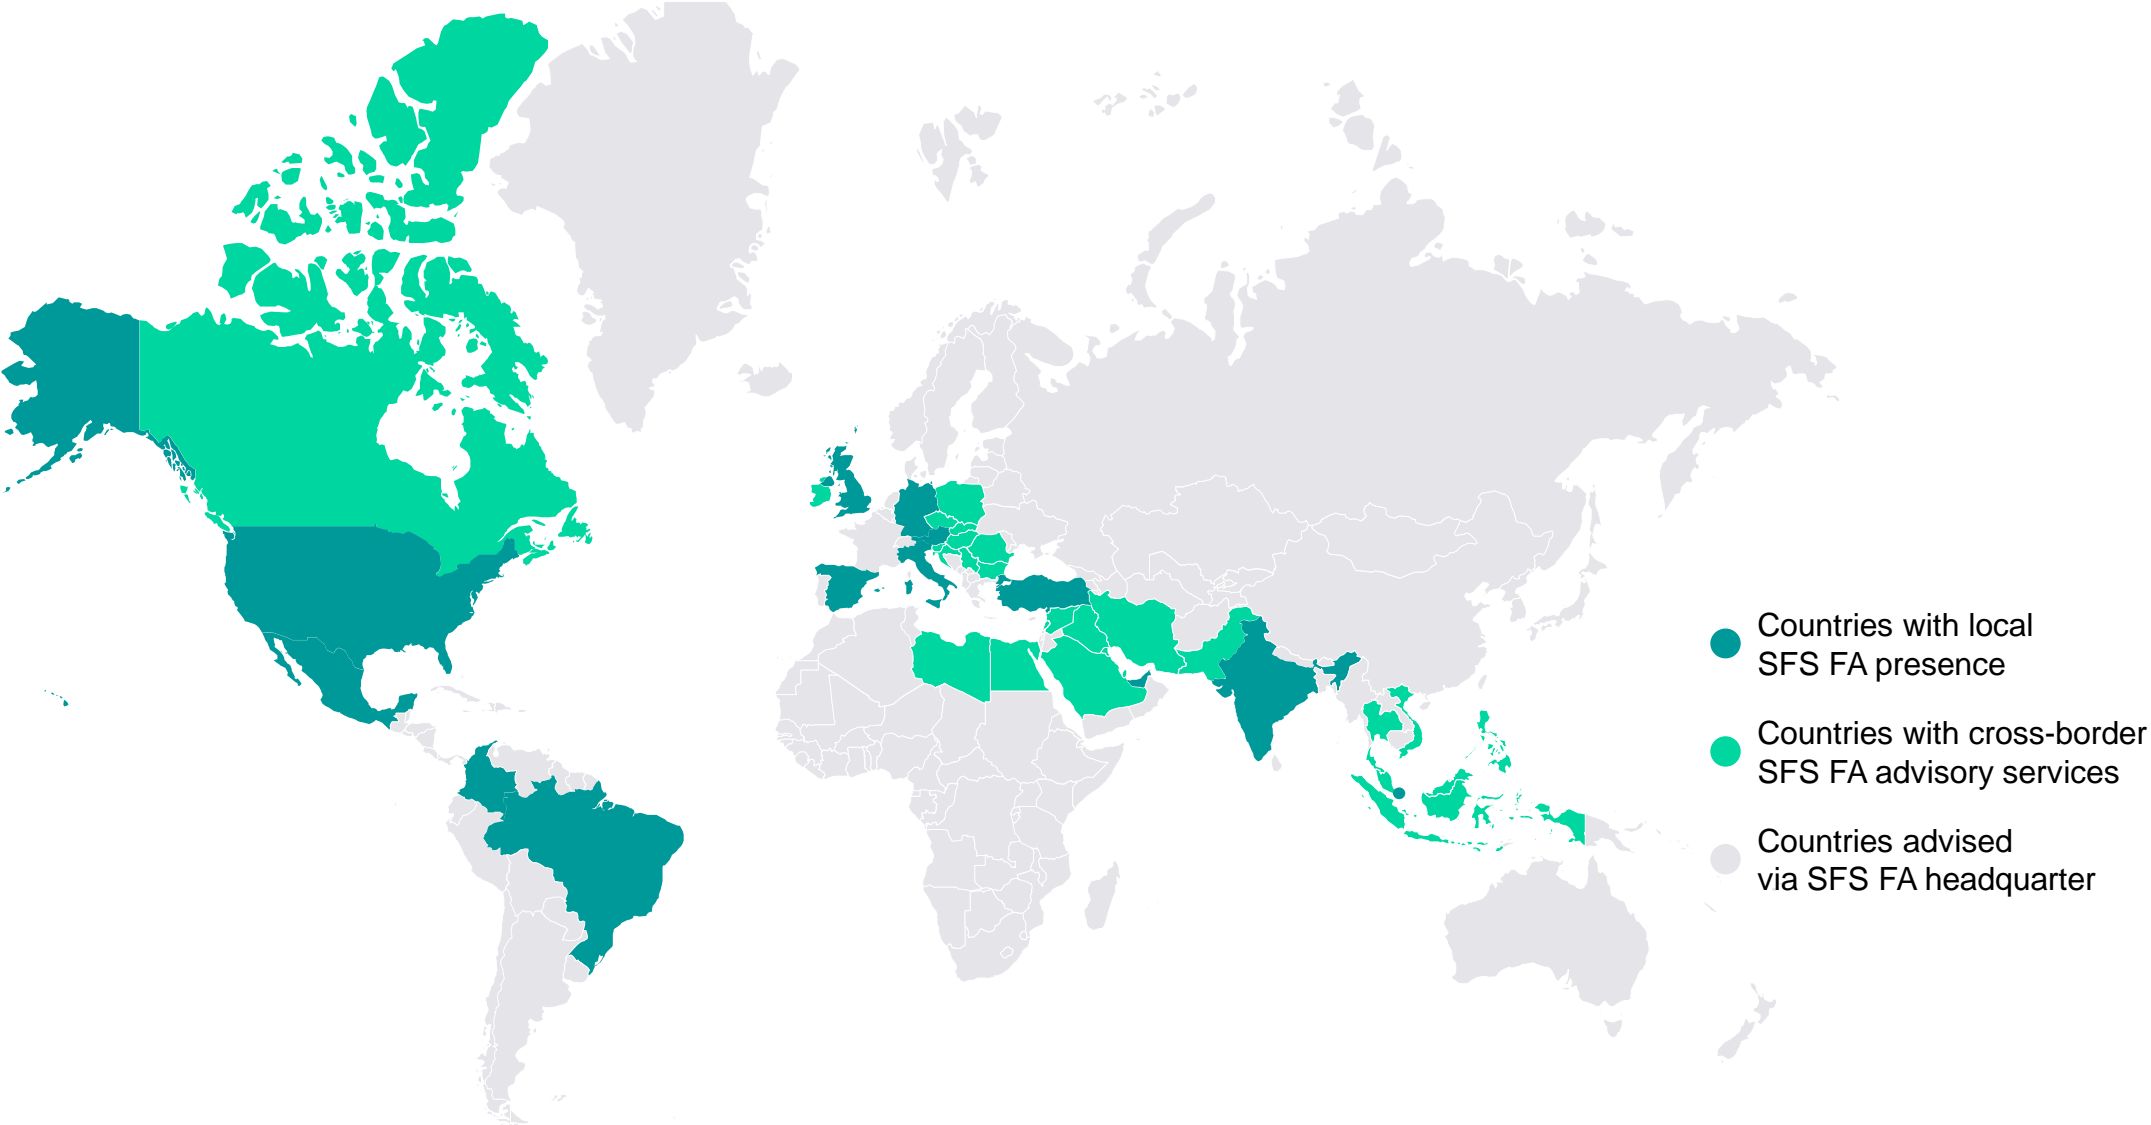 Countries with local
SFS FA presence
Countries with cross-border
SFS FA advisory services
Countries advised
via SFS FA headquarter